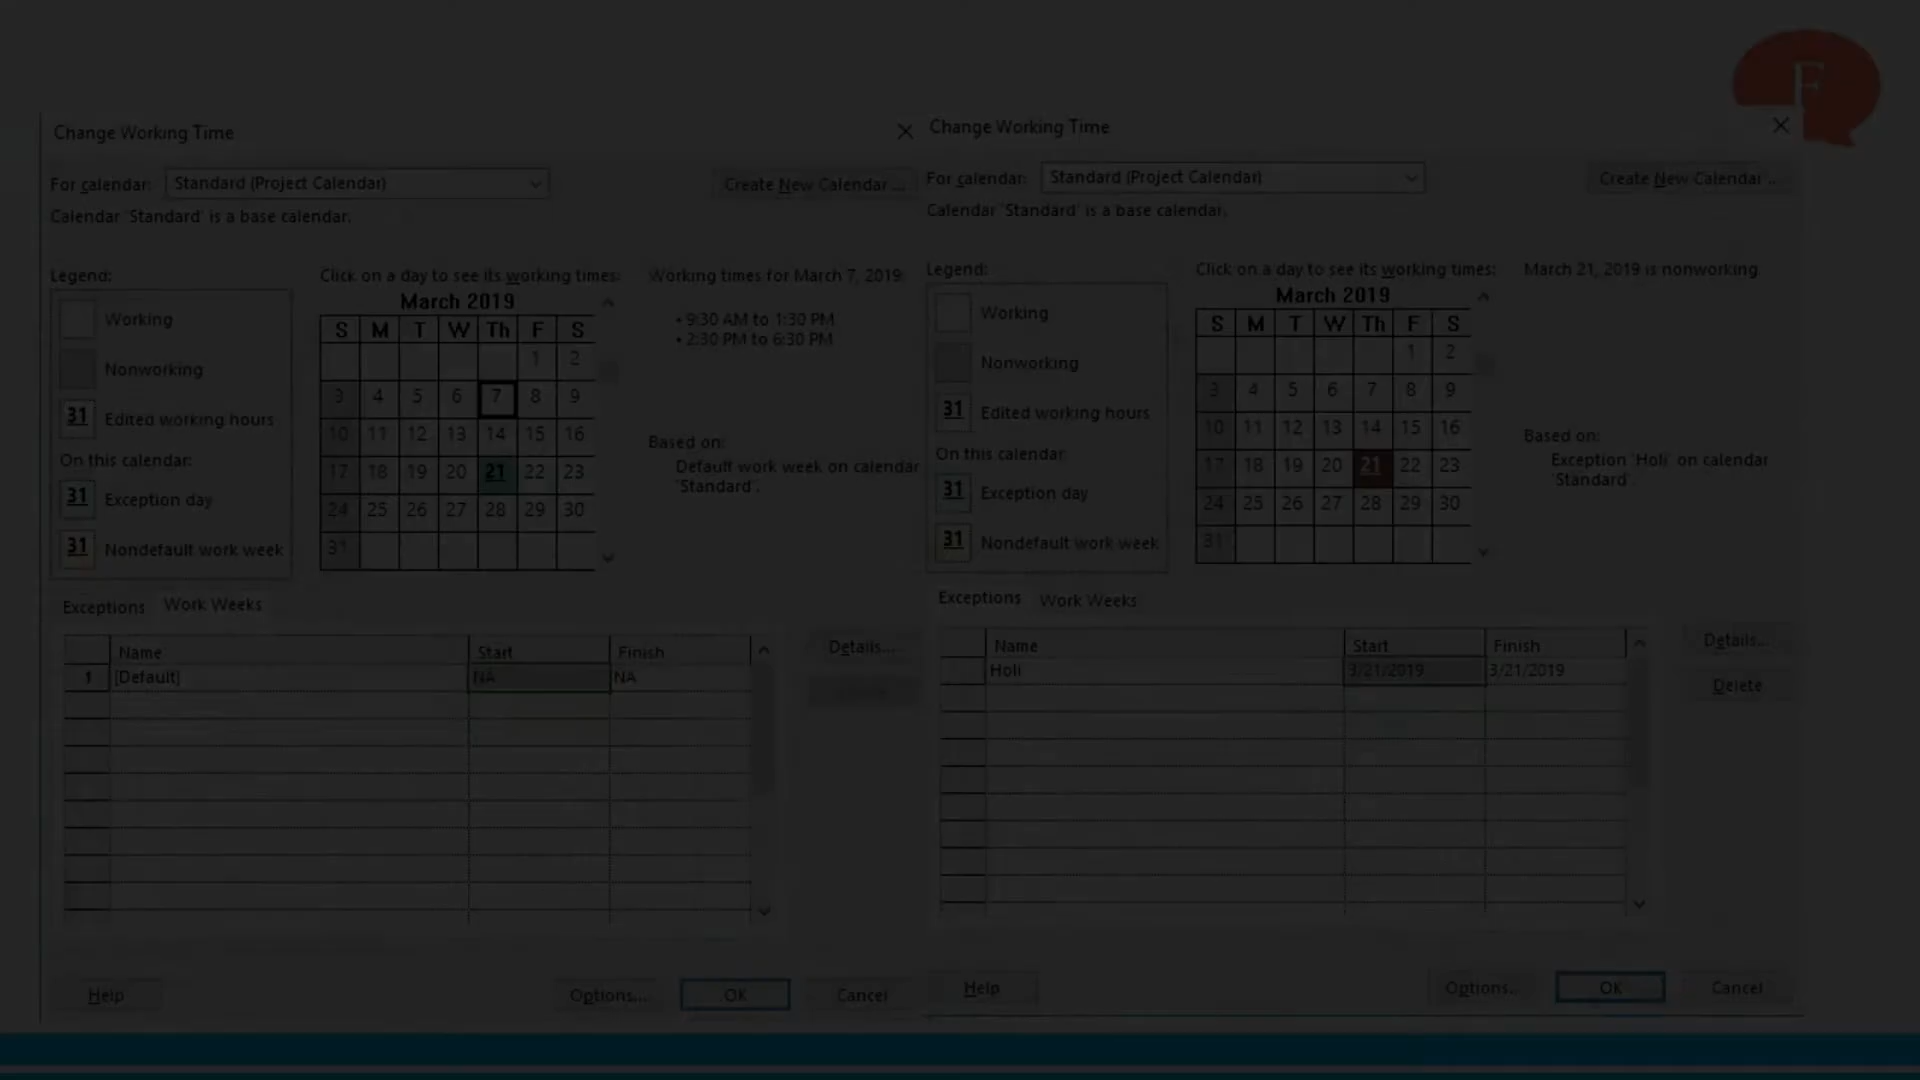 F
Change Working Time
For calendar: Standard (Project Calendar)
Create New Calendar ...
Calendar 'Standard' is a base calendar.
Legend:
Working
Nonworking
31 Edited working hours
On this calendar:
31 Exception day
31 Nondefault work week
Click on a day to see its working times:
March 2019
S M T W Th F S
1 2
3 4 5 6 7 8 9
10 11 12 13 14 15 16
17 18 19 20 21 22 23
24 25 26 27 28 29 30
31
Working times for March 7, 2019:
• 9:30 AM to 1:30 PM
• 2:30 PM to 6:30 PM
Based on:
Default work week on calendar
'Standard'.
Exceptions Work Weeks
Name Start Finish
1 [Default] NA NA
Details...
Help Options... OK Cancel
Change Working Time
For calendar: Standard (Project Calendar)
Create New Calendar ...
Calendar 'Standard' is a base calendar.
Legend:
Working
Nonworking
31 Edited working hours
On this calendar:
31 Exception day
31 Nondefault work week
Click on a day to see its working times:
March 2019
S M T W Th F S
1 2
3 4 5 6 7 8 9
10 11 12 13 14 15 16
17 18 19 20 21 22 23
24 25 26 27 28 29 30
31
March 21, 2019 is nonworking.
Based on:
Exception 'Holi' on calendar
'Standard'.
Exceptions Work Weeks
Name Start Finish
Holi 3/21/2019 3/21/2019
Details...
Delete
Help Options... OK Cancel